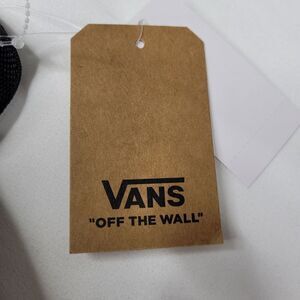 VANS
"OFF THE WALL"